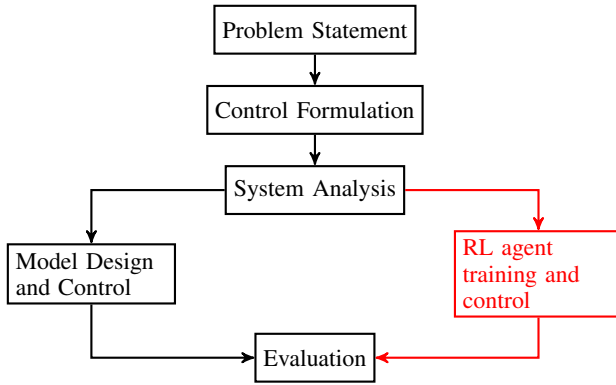 Problem Statement
Control Formulation
System Analysis
Model Design
and Control
RL agent
training and
control
Evaluation